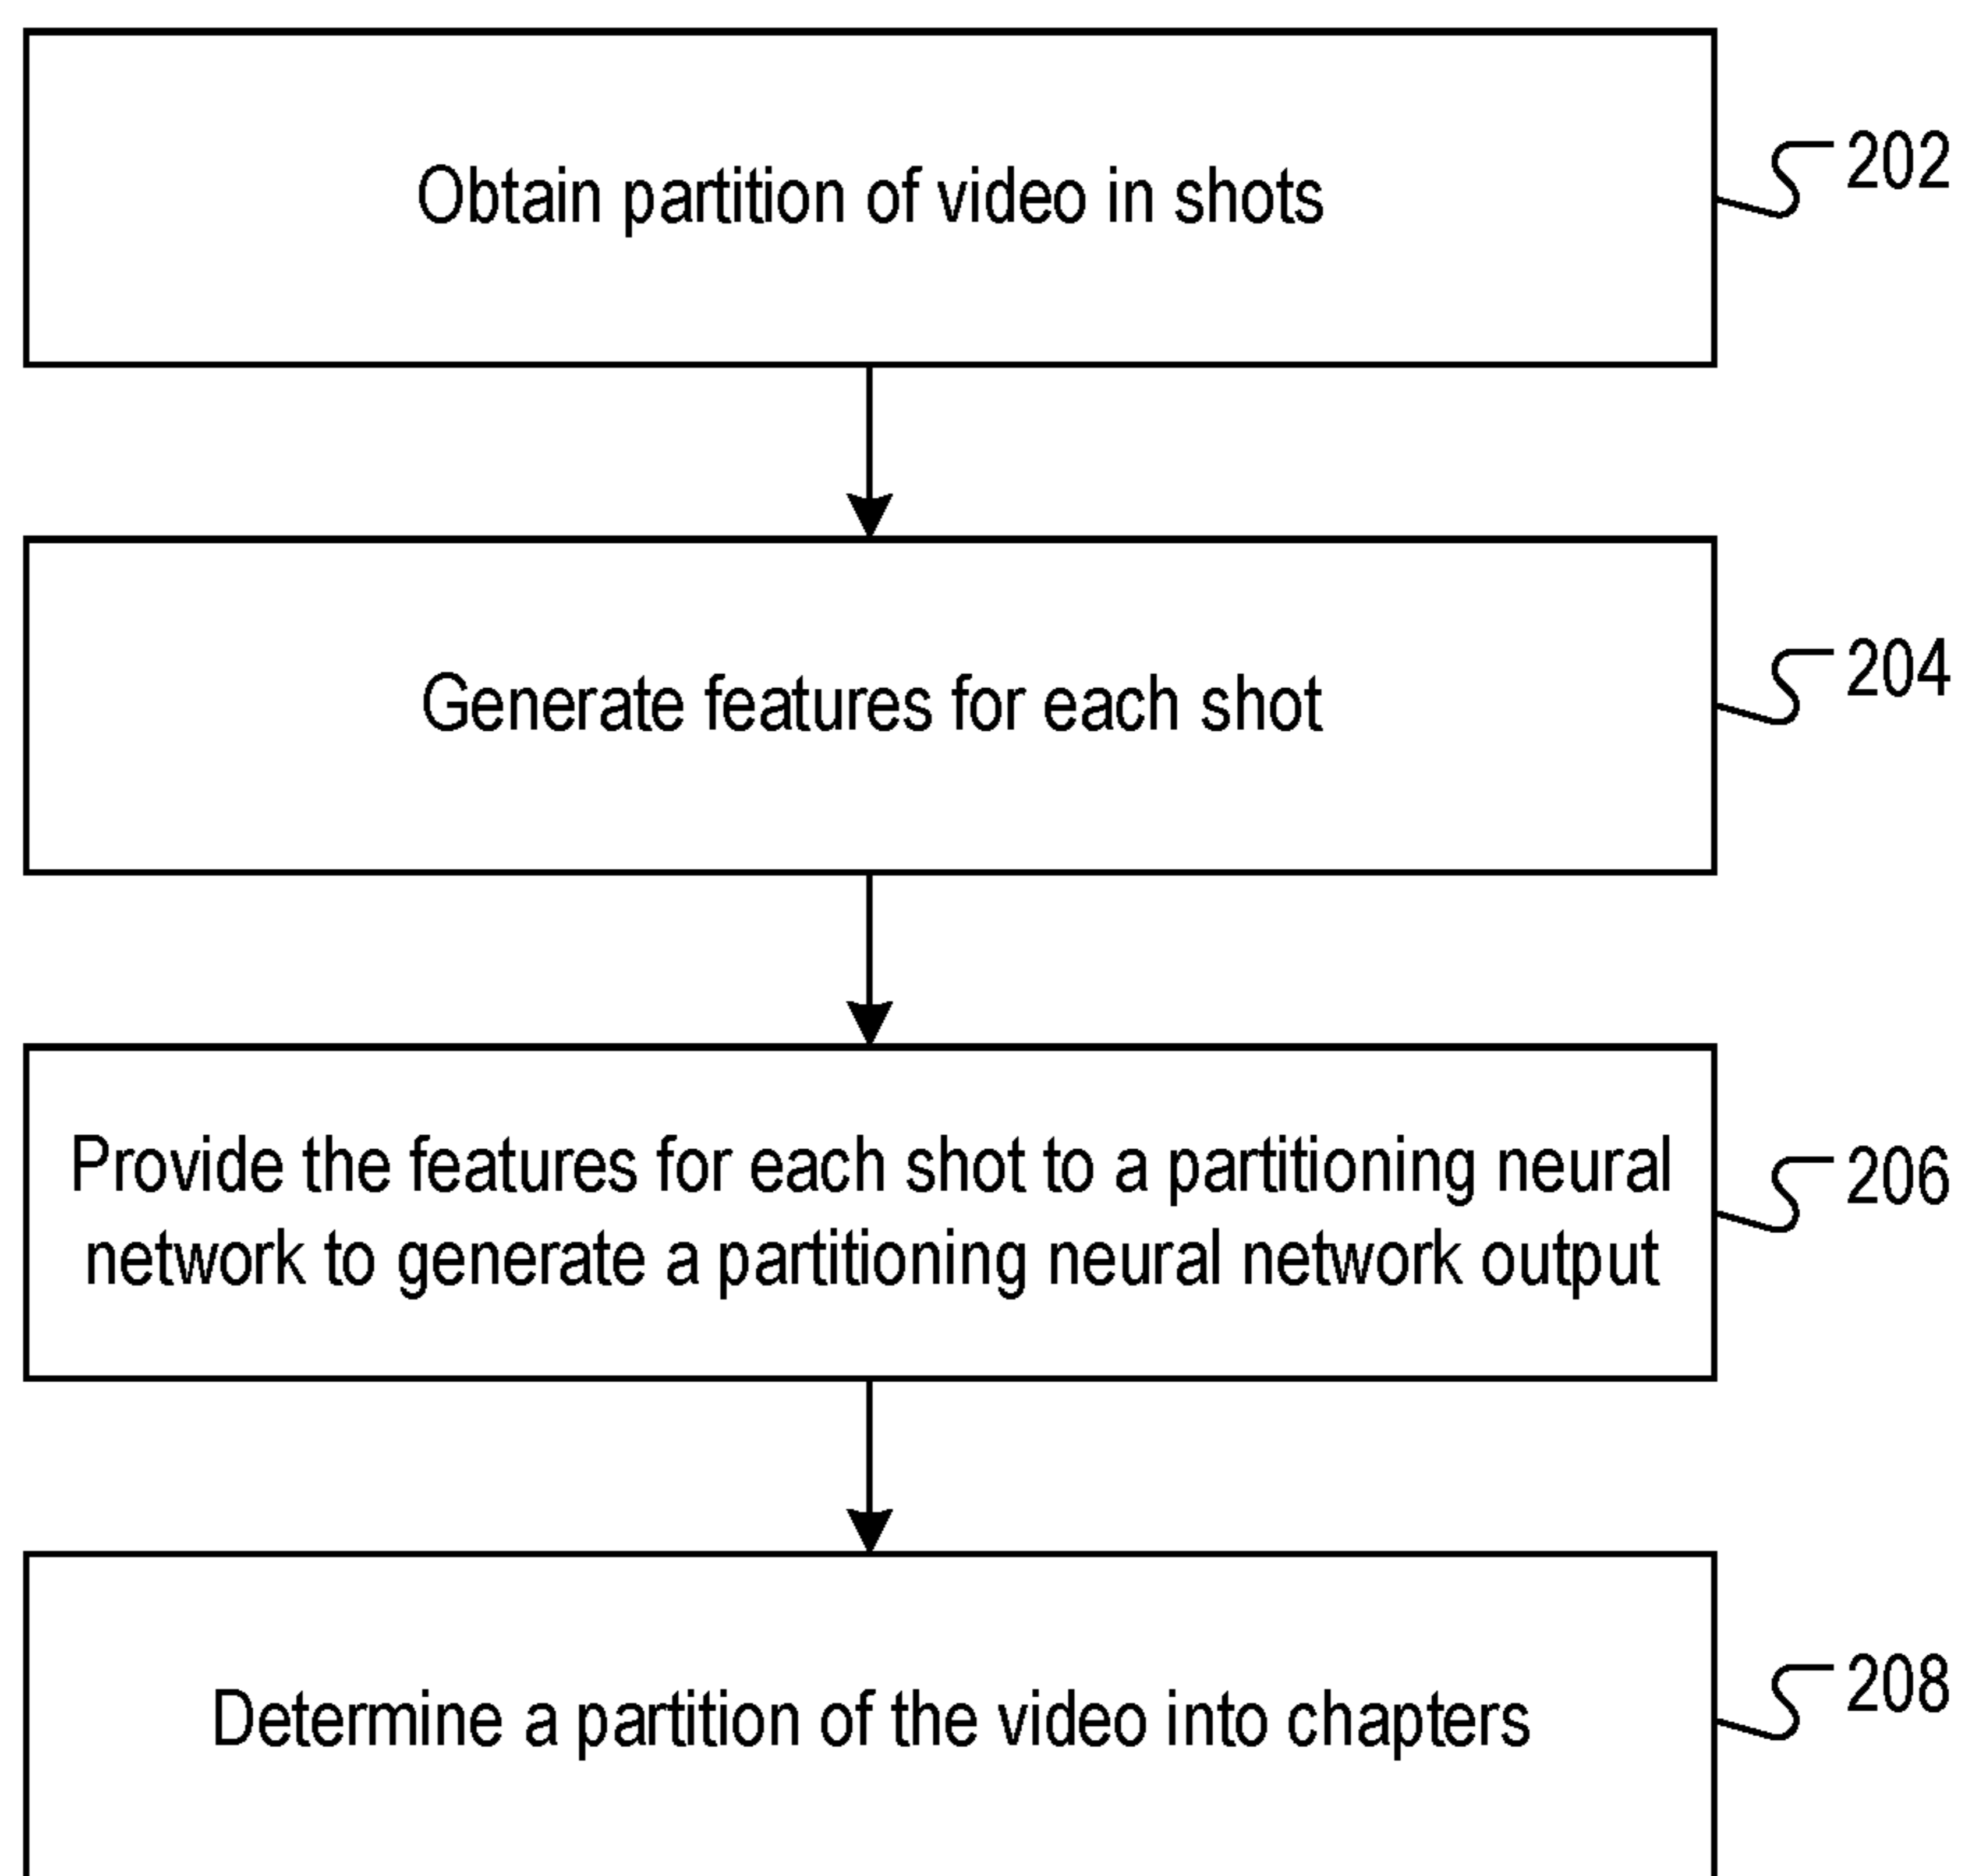 Obtain partition of video in shots
202
Generate features for each shot
204
Provide the features for each shot to a partitioning neural
network to generate a partitioning neural network output
206
Determine a partition of the video into chapters
208